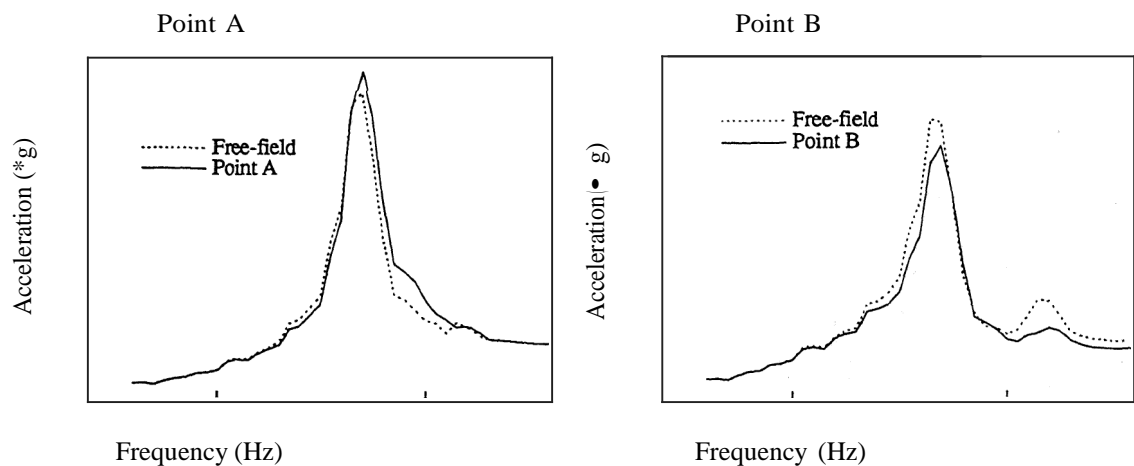 Point A
Acceleration (*g)
Free-field
Point A
Frequency (Hz)
Point B
Acceleration(• g)
Free-field
Point B
Frequency (Hz)